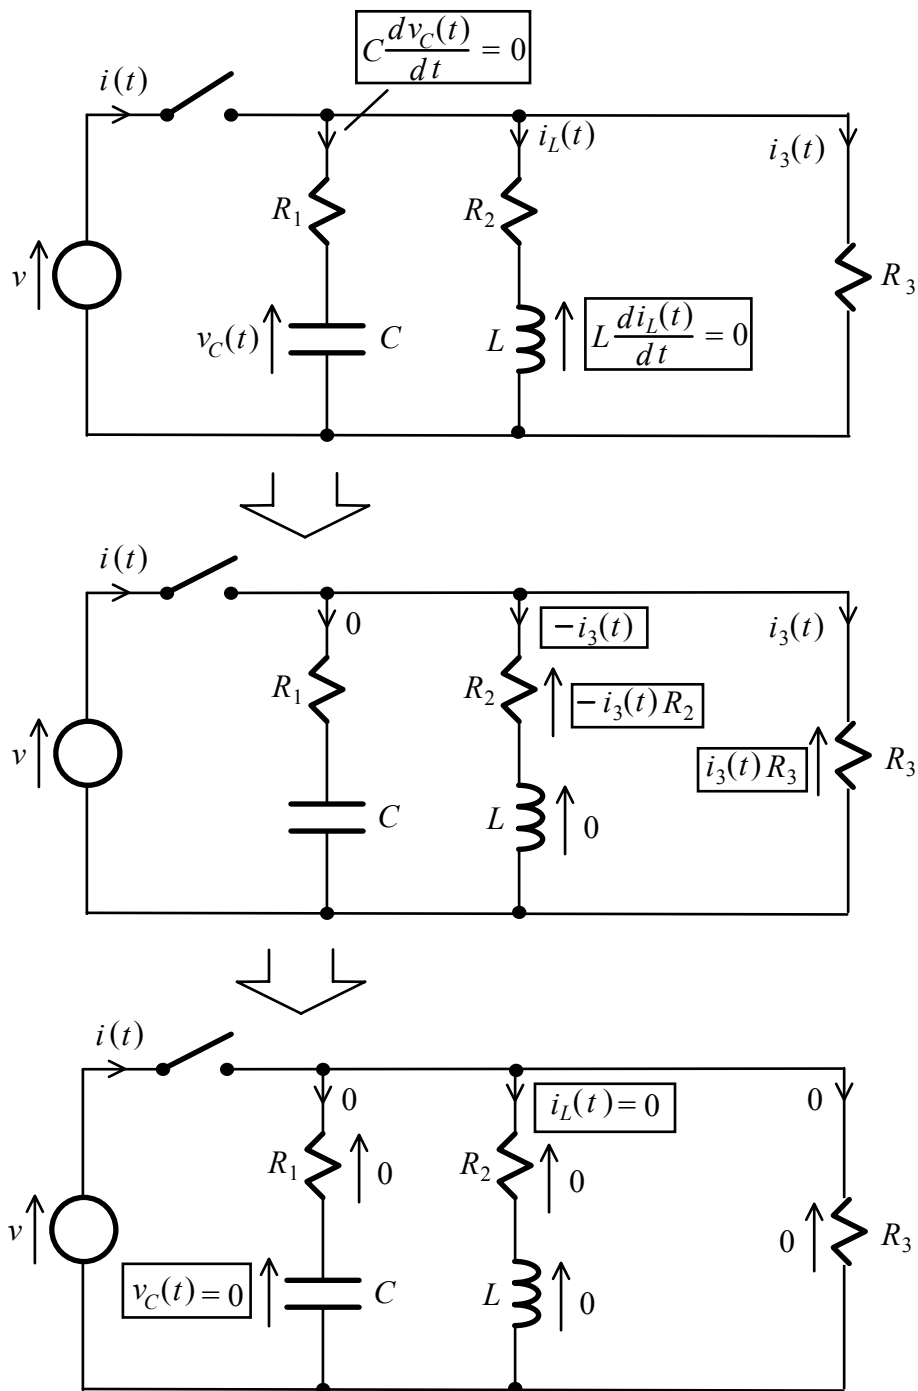 C dv_C(t)/dt = 0
i(t)
i_L(t)
i_3(t)
R_1
R_2
v
R_3
v_C(t)
C
L
L di_L(t)/dt = 0
i(t)
0
−i_3(t)
i_3(t)
R_1
R_2
−i_3(t) R_2
v
i_3(t) R_3
R_3
C
L
0
i(t)
0
i_L(t) = 0
0
R_1
0
R_2
0
v
0
R_3
v_C(t) = 0
C
L
0